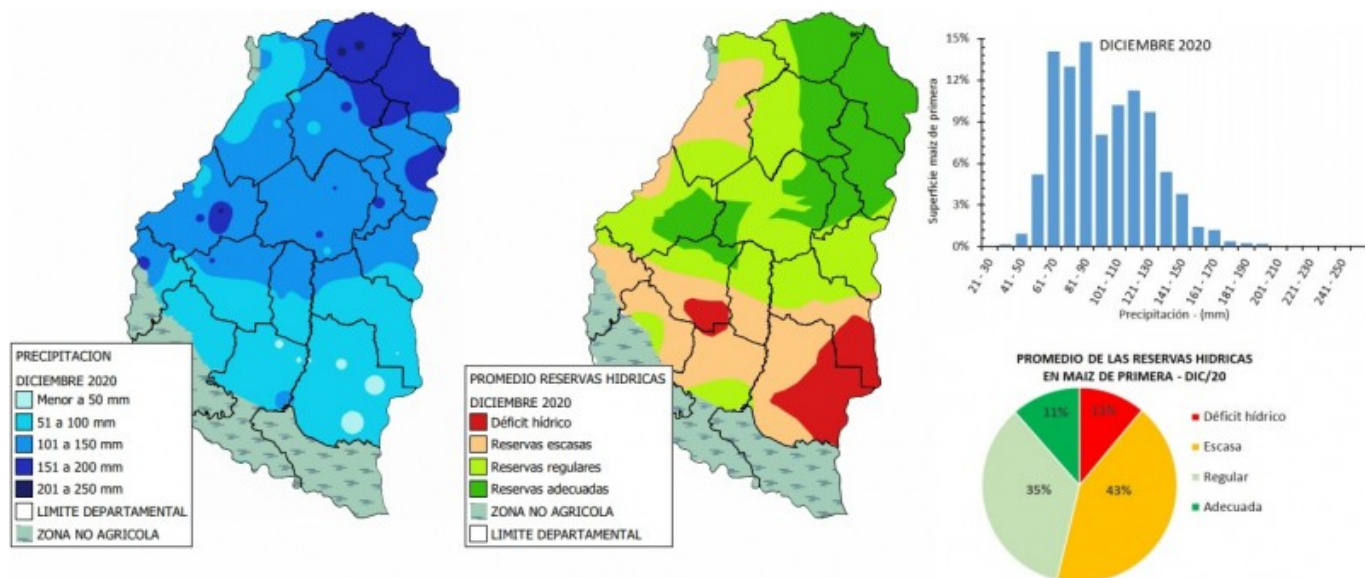 PRECIPITACION
DICIEMBRE 2020
Menor a 50 mm
51 a 100 mm
101 a 150 mm
151 a 200 mm
201 a 250 mm
LIMITE DEPARTAMENTAL
ZONA NO AGRICOLA
PROMEDIO RESERVAS HIDRICAS
DICIEMBRE 2020
Déficit hídrico
Reservas escasas
Reservas regulares
Reservas adecuadas
ZONA NO AGRICOLA
LIMITE DEPARTAMENTAL
DICIEMBRE 2020
Superficie maiz de primera
15%
12%
9%
6%
3%
0%
21 - 30
41 - 50
61 - 70
81 - 90
101 - 110
121 - 130
141 - 150
161 - 170
181 - 190
201 - 210
221 - 230
241 - 250
Precipitación - (mm)
PROMEDIO DE LAS RESERVAS HIDRICAS
EN MAIZ DE PRIMERA - DIC/20
11%
11%
35%
43%
Déficit hídrico
Escasa
Regular
Adecuada